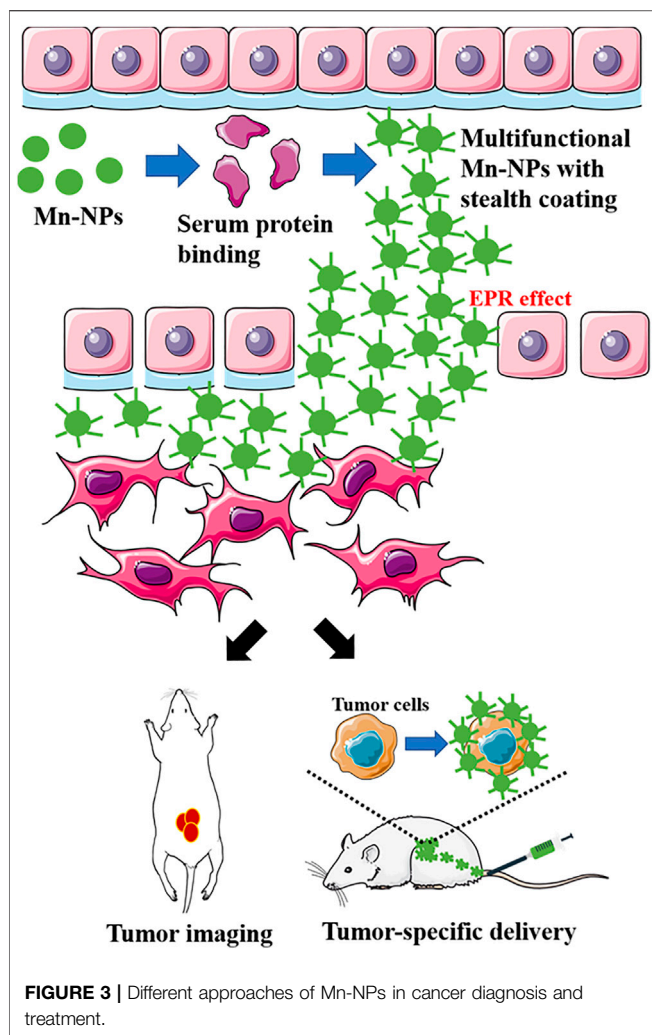 Mn-NPs
Serum protein
binding
Multifunctional
Mn-NPs with
stealth coating
EPR effect
Tumor cells
Tumor imaging
Tumor-specific delivery
FIGURE 3 | Different approaches of Mn-NPs in cancer diagnosis and
treatment.